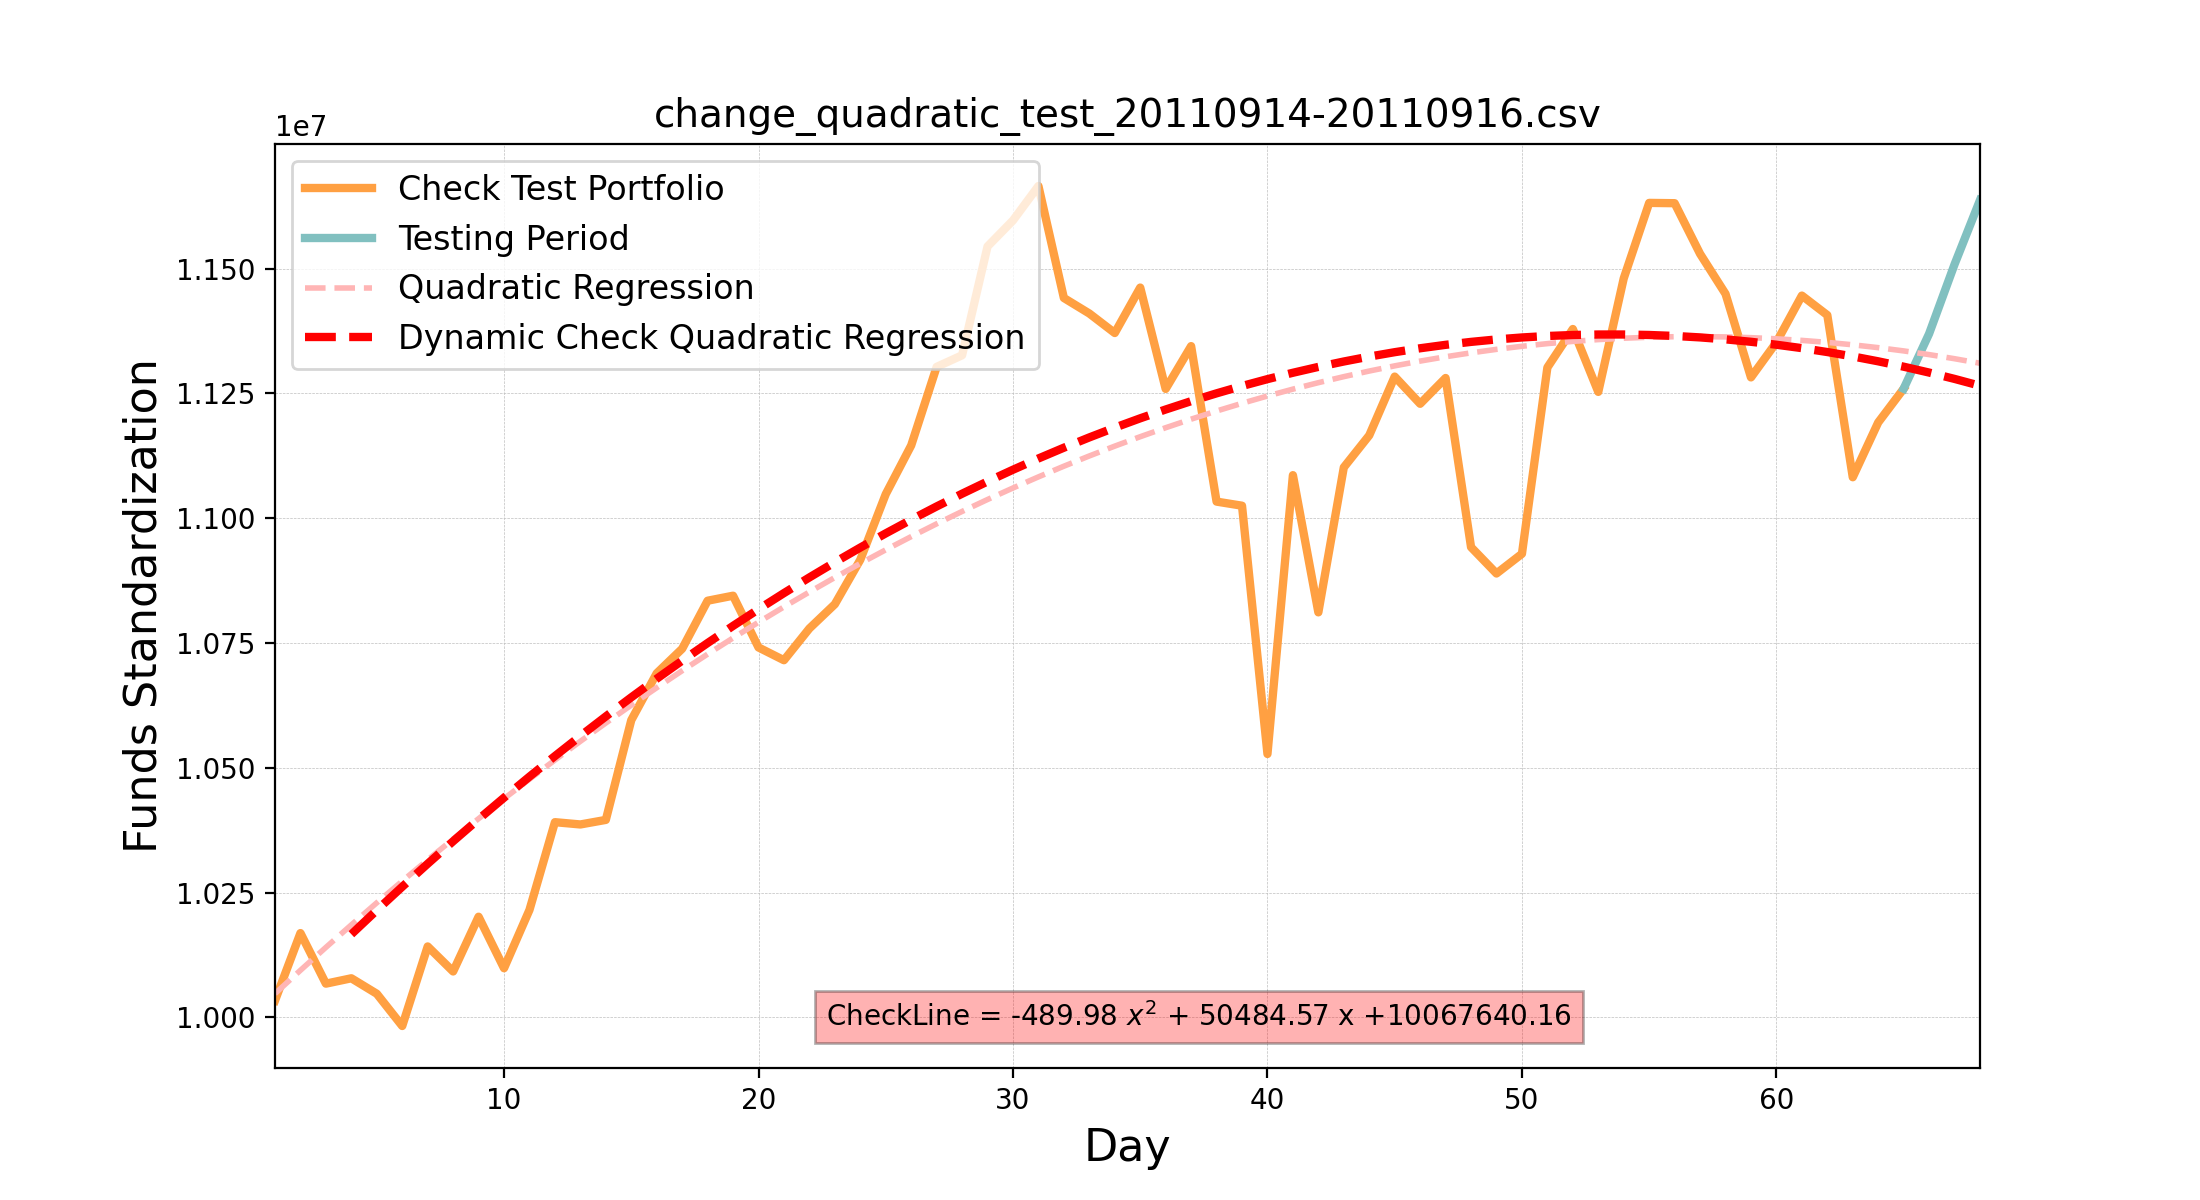 change_quadratic_test_20110914-20110916.csv
1e7
Check Test Portfolio
Testing Period
Quadratic Regression
Dynamic Check Quadratic Regression
1.150
1.125
1.100
1.075
1.050
1.025
1.000
Funds Standardization
CheckLine = -489.98 x² + 50484.57 x +10067640.16
10 20 30 40 50 60
Day